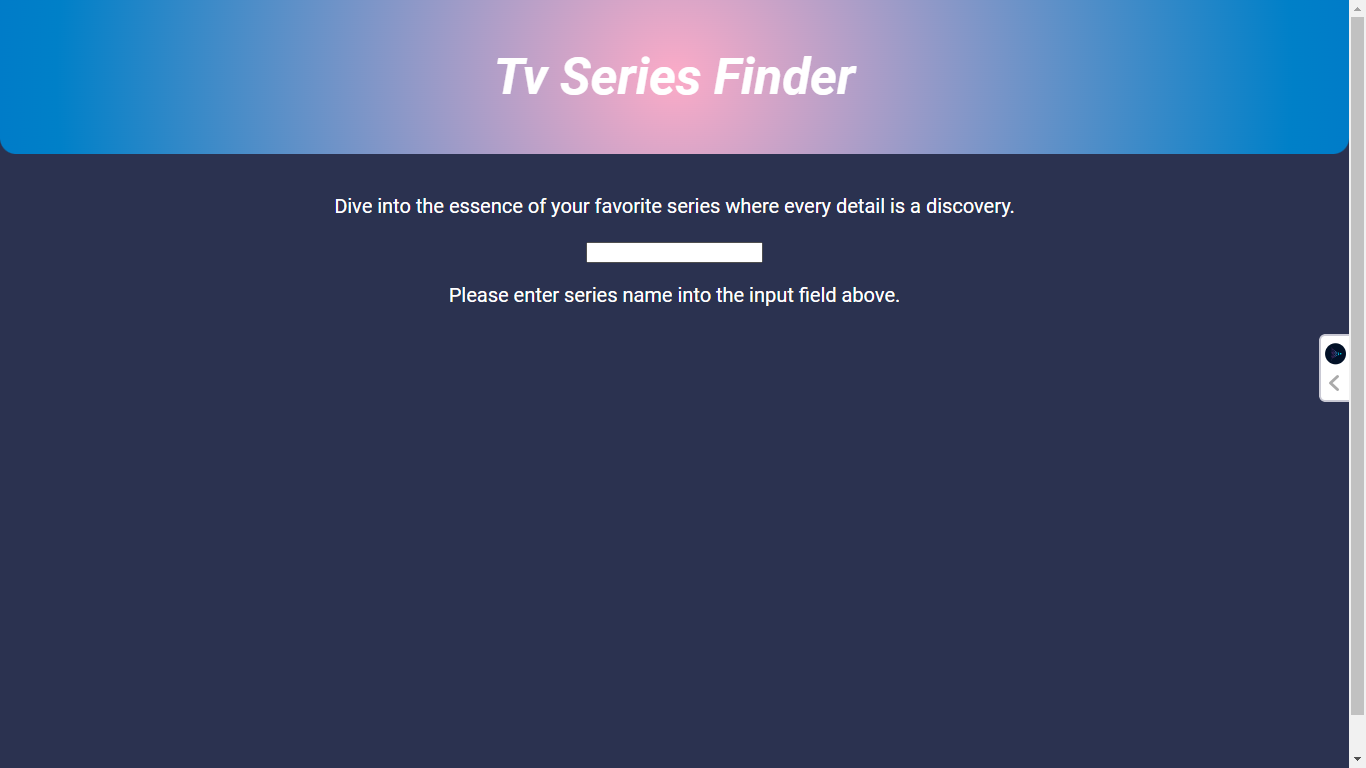 Tv Series Finder
Dive into the essence of your favorite series where every detail is a discovery.
Please enter series name into the input field above.